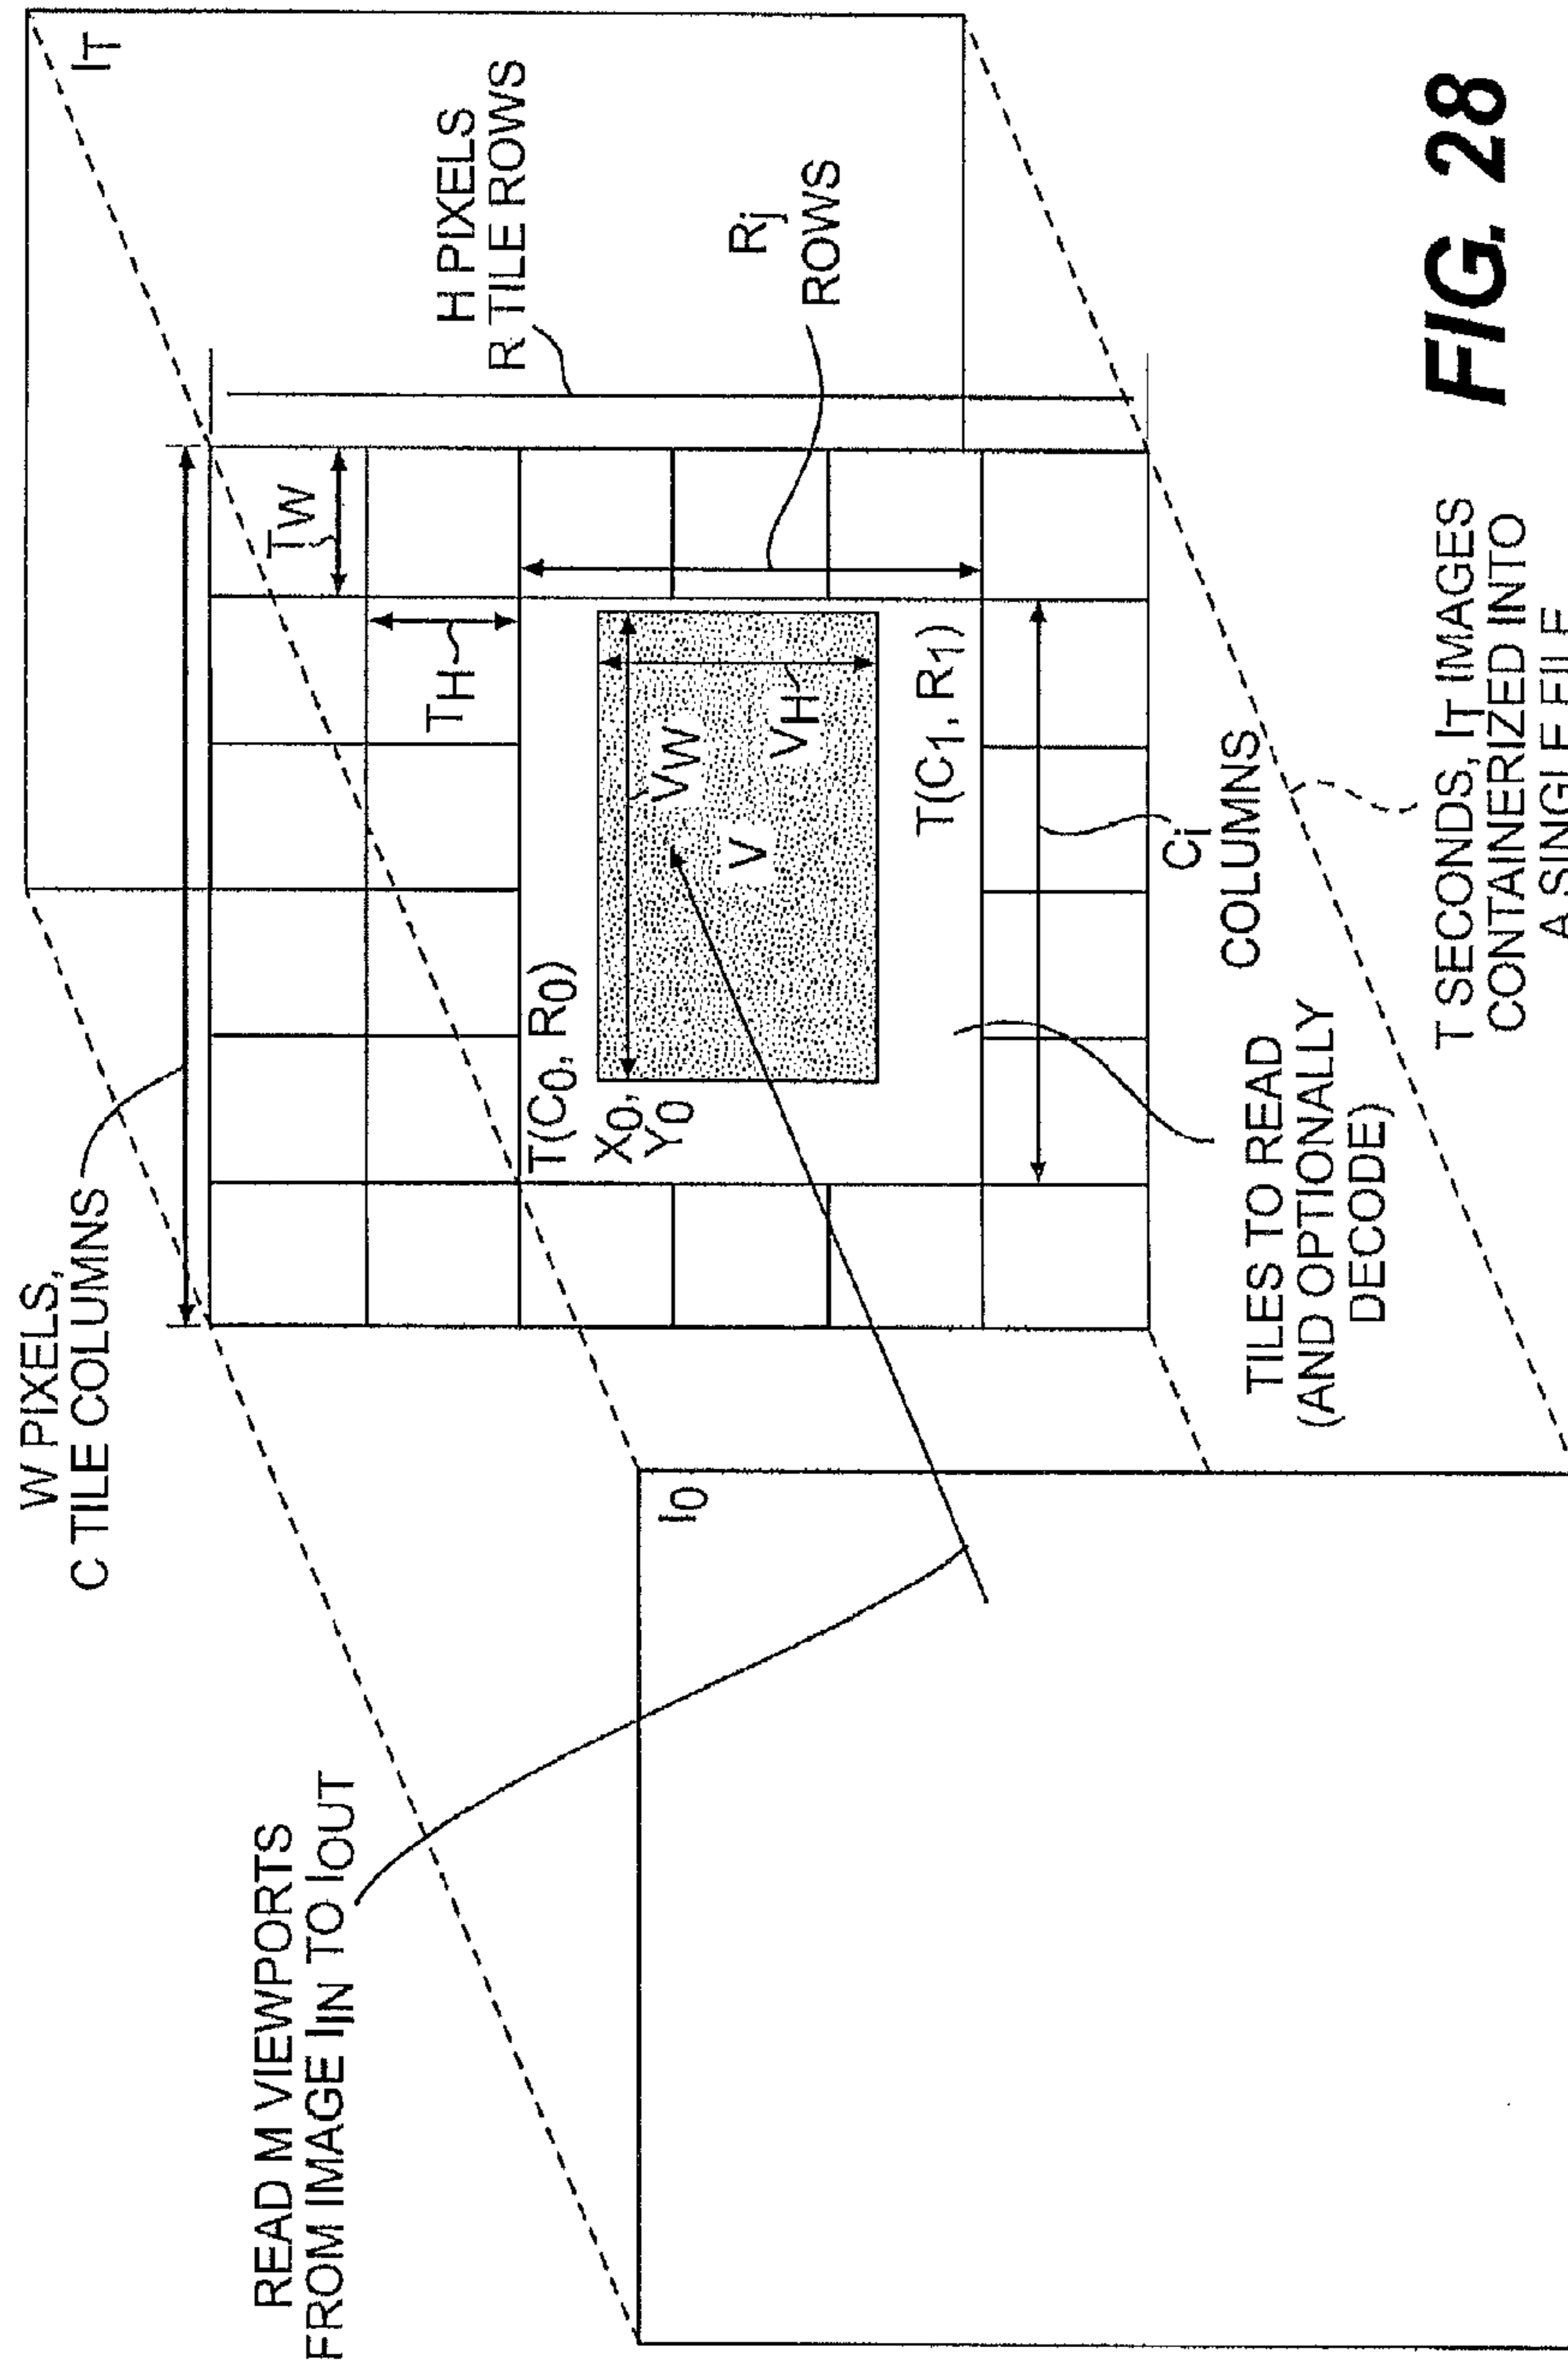 W PIXELS,
C TILE COLUMNS
READ M VIEWPORTS
FROM IMAGE IIN TO IOUT
IT
H PIXELS
R TILE ROWS
Rj
ROWS
TW
TH
T(C0, R0)
X0,
Y0
VW
VH
V
T(C1, R1)
Ci
COLUMNS
I0
TILES TO READ
(AND OPTIONALLY
DECODE)
T SECONDS, IT IMAGES
CONTAINERIZED INTO
A SINGLE FILE
FIG. 28